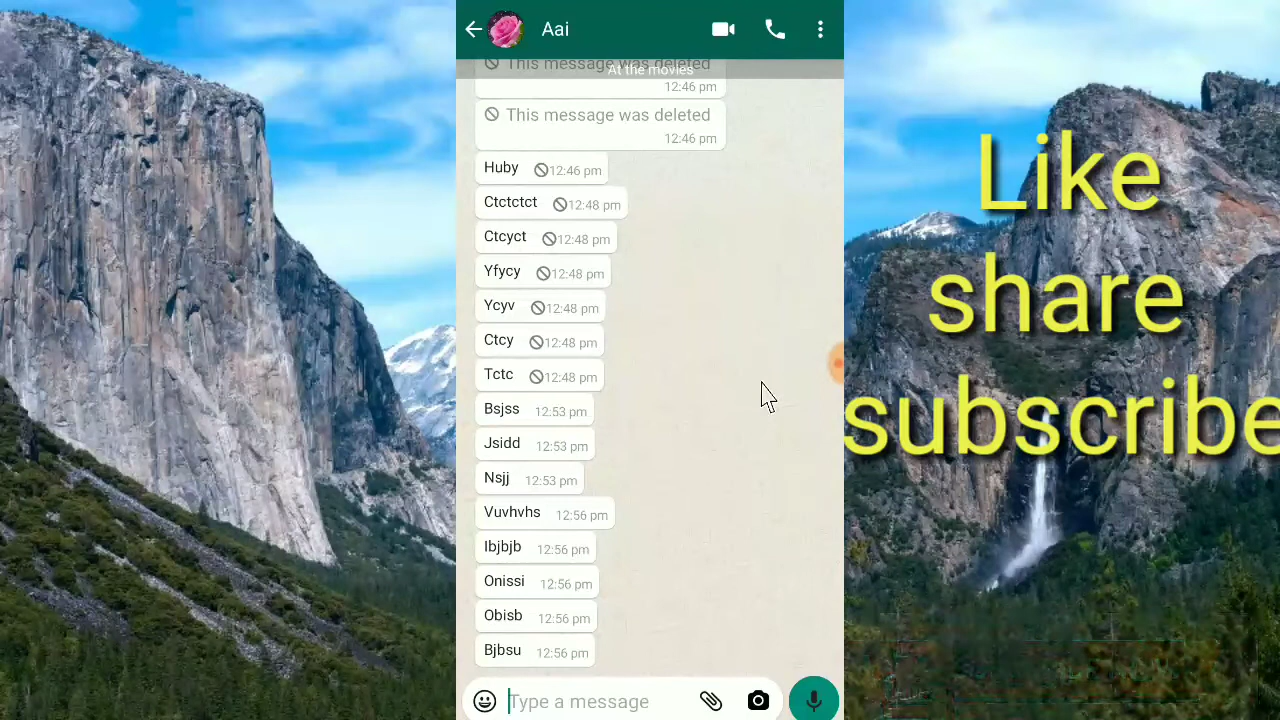 Aai
This message was deleted
At the movies
12:46 pm
This message was deleted
12:46 pm
Huby 12:46 pm
Ctctctct 12:48 pm
Ctcyct 12:48 pm
Yfycy 12:48 pm
Ycyv 12:48 pm
Ctcy 12:48 pm
Tctc 12:48 pm
Bsjss 12:53 pm
Jsidd 12:53 pm
Nsjj 12:53 pm
Vuvhvhs 12:56 pm
Ibjbjb 12:56 pm
Onissi 12:56 pm
Obisb 12:56 pm
Bjbsu 12:56 pm
Type a message
Like
share
subscribe